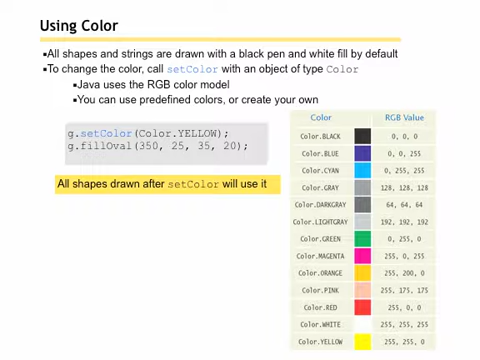 Using Color
▪All shapes and strings are drawn with a black pen and white fill by default
▪To change the color, call setColor with an object of type Color
▪Java uses the RGB color model
▪You can use predefined colors, or create your own
g.setColor(Color.YELLOW);
g.fillOval(350, 25, 35, 20);
All shapes drawn after setColor will use it
Color RGB Value
Color.BLACK 0, 0, 0
Color.BLUE 0, 0, 255
Color.CYAN 0, 255, 255
Color.GRAY 128, 128, 128
Color.DARKGRAY 64, 64, 64
Color.LIGHTGRAY 192, 192, 192
Color.GREEN 0, 255, 0
Color.MAGENTA 255, 0, 255
Color.ORANGE 255, 200, 0
Color.PINK 255, 175, 175
Color.RED 255, 0, 0
Color.WHITE 255, 255, 255
Color.YELLOW 255, 255, 0